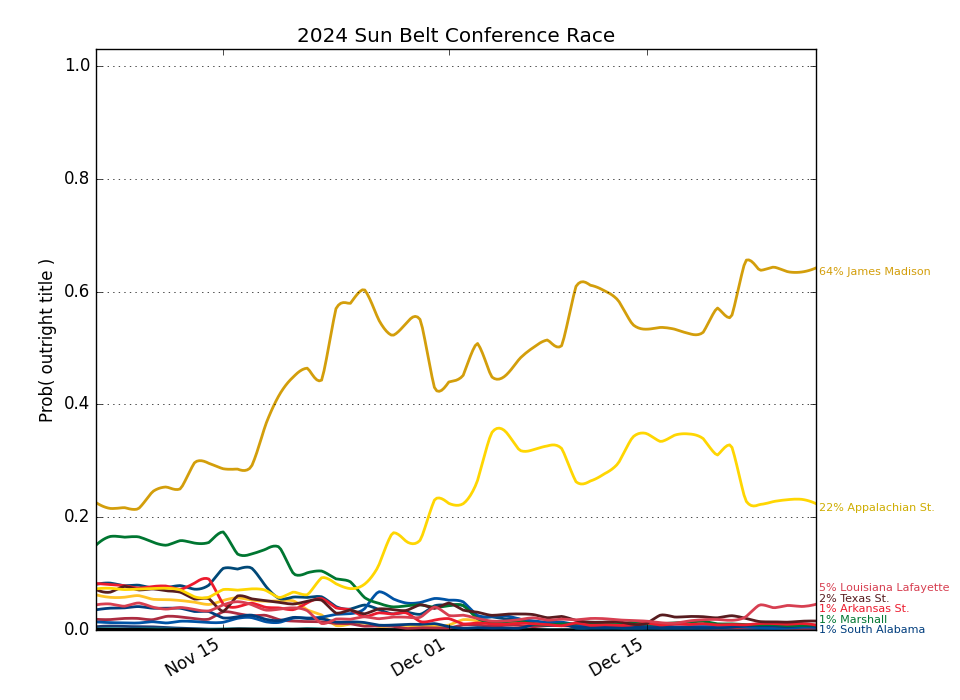 2024 Sun Belt Conference Race
1.0
0.8
0.6
0.4
0.2
0.0
Prob( outright title )
Nov 15
Dec 01
Dec 15
64% James Madison
22% Appalachian St.
5% Louisiana Lafayette
2% Texas St.
1% Arkansas St.
1% Marshall
1% South Alabama